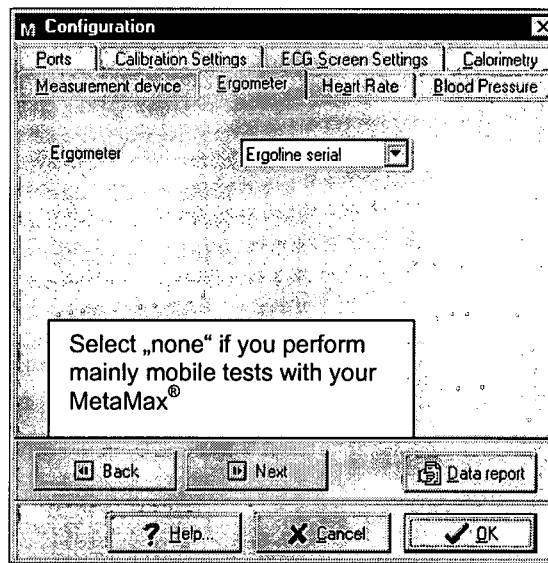 M Configuration
Ports Calibration Settings ECG Screen Settings Calorimetry
Measurement device Ergometer Heart Rate Blood Pressure
Ergometer Ergoline serial
Select „none“ if you perform
mainly mobile tests with your
MetaMax®
Back Next Data report
? Help... Cancel OK